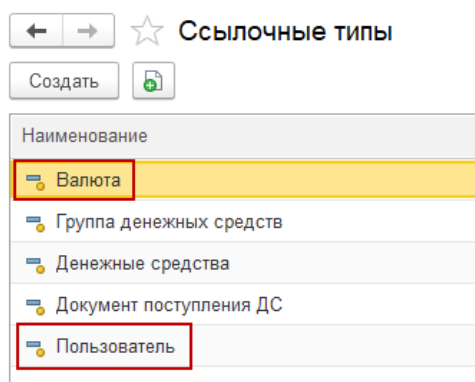 Ссылочные типы
Создать
Наименование
Валюта
Группа денежных средств
Денежные средства
Документ поступления ДС
Пользователь